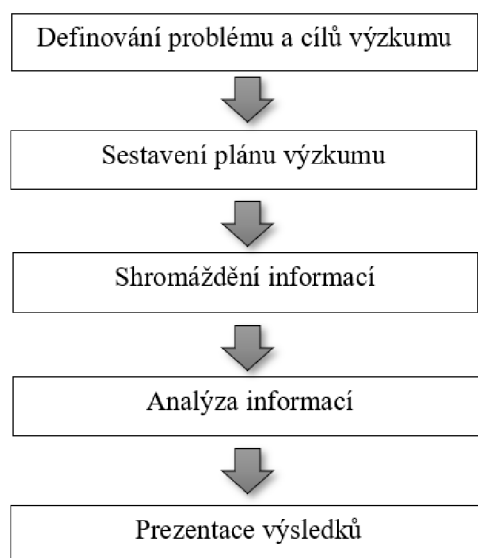 Definování problému a cílů výzkumu
Sestavení plánu výzkumu
Shromáždění informací
Analýza informací
Prezentace výsledků